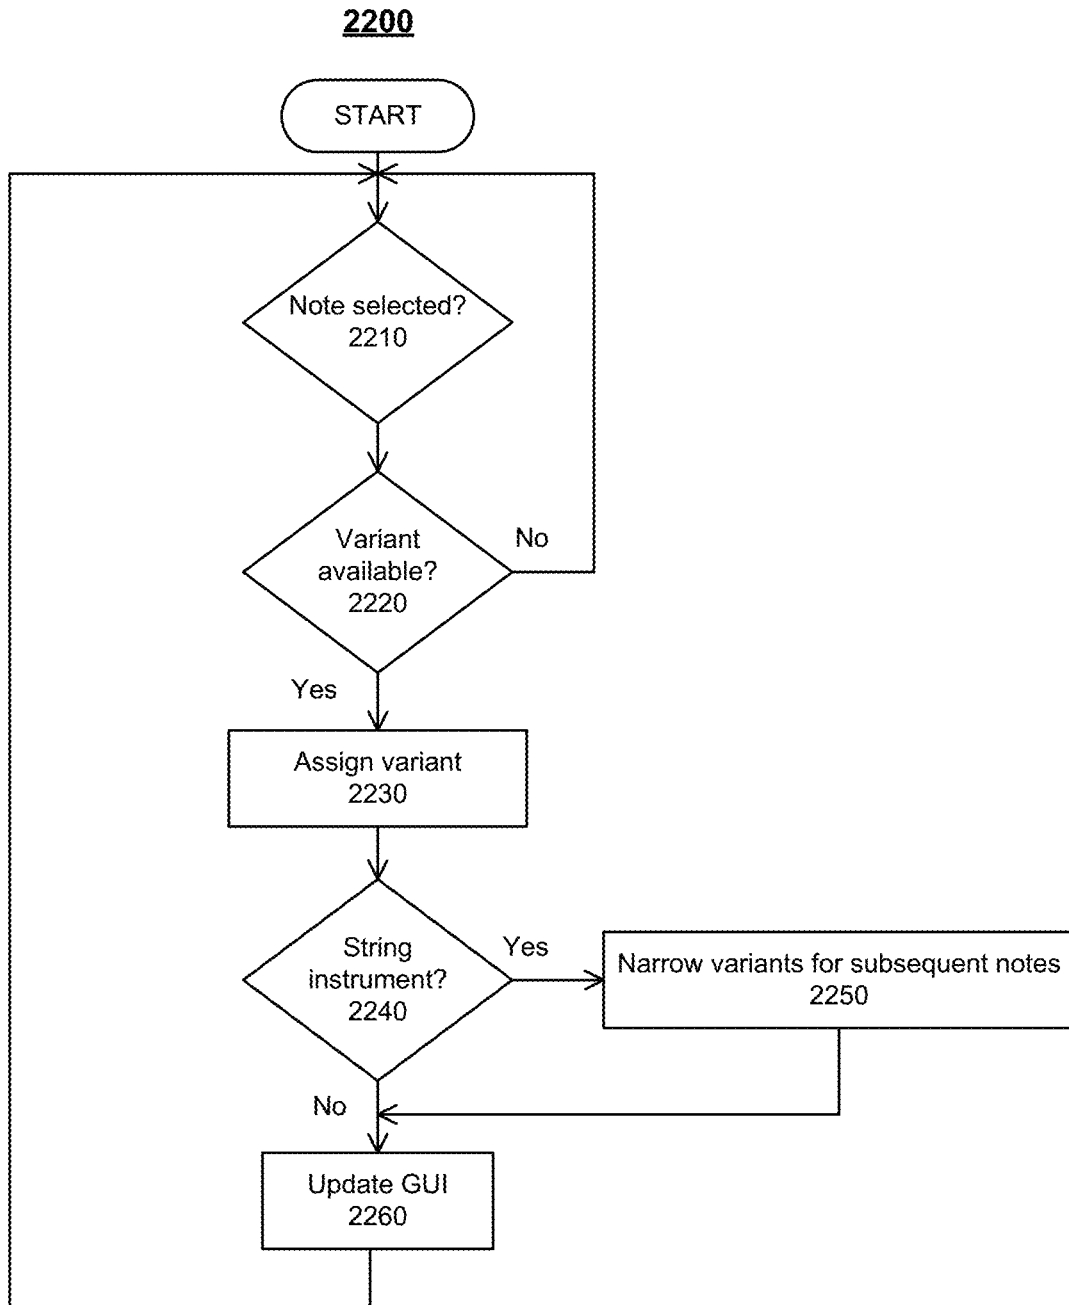 2200
START
Note selected?
2210
Variant
available?
2220
No
Yes
Assign variant
2230
String
instrument?
2240
Yes
Narrow variants for subsequent notes
2250
No
Update GUI
2260